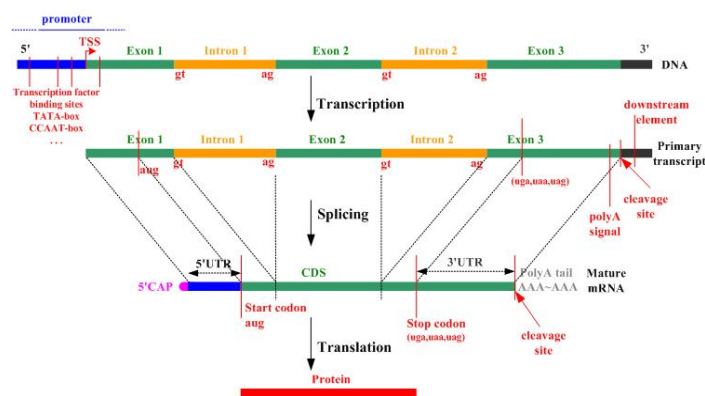 promoter
5'
TSS
Exon 1
Intron 1
Exon 2
Intron 2
Exon 3
3'
DNA
gt
ag
gt
ag
Transcription factor
binding sites
TATA-box
CCAAT-box
...
Transcription
downstream
element
Exon 1
Intron 1
Exon 2
Intron 2
Exon 3
Primary
transcript
aug
gt
ag
gt
ag
(uga,uaa,uag)
polyA
signal
cleavage
site
Splicing
5'UTR
CDS
3'UTR
PolyA tail
Mature
mRNA
5'CAP
AAA~AAA
Start codon
aug
Stop codon
(uga,uaa,uag)
cleavage
site
Translation
Protein